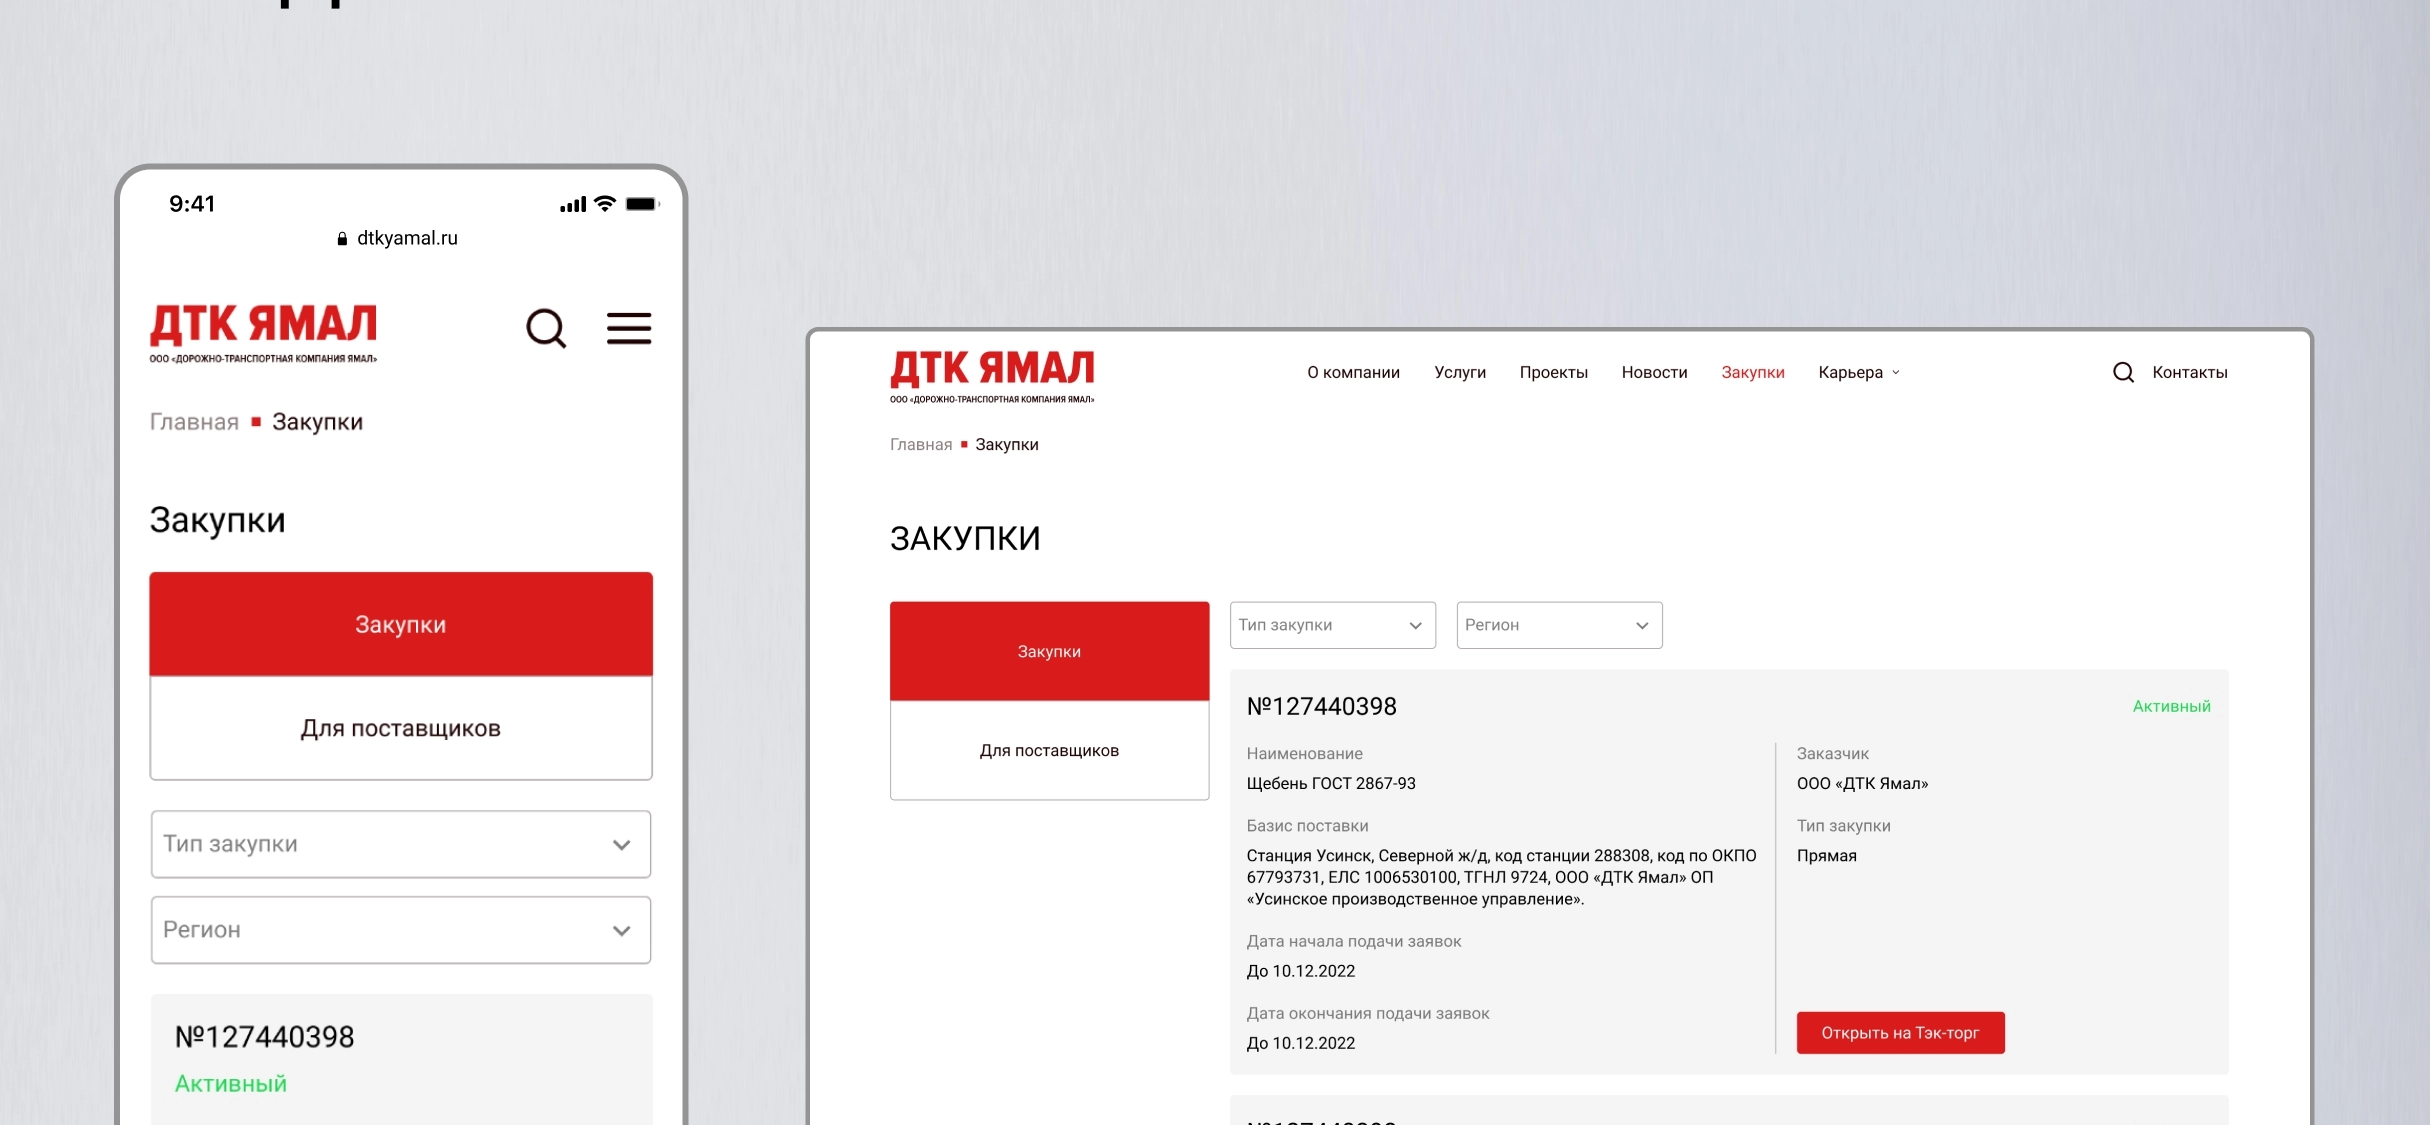 9:41
dtkyamal.ru
ДТК ЯМАЛ
ООО «ДОРОЖНО-ТРАНСПОРТНАЯ КОМПАНИЯ ЯМАЛ»
Главная Закупки
Закупки
Закупки
Для поставщиков
Тип закупки
Регион
№127440398
Активный
ДТК ЯМАЛ
ООО «ДОРОЖНО-ТРАНСПОРТНАЯ КОМПАНИЯ ЯМАЛ»
О компании Услуги Проекты Новости Закупки Карьера Контакты
Главная Закупки
ЗАКУПКИ
Закупки
Для поставщиков
Тип закупки Регион
№127440398 Активный
Наименование
Щебень ГОСТ 2867-93
Базис поставки
Станция Усинск, Северной ж/д, код станции 288308, код по ОКПО
67793731, ЕЛС 1006530100, ТГНЛ 9724, ООО «ДТК Ямал» ОП
«Усинское производственное управление».
Дата начала подачи заявок
До 10.12.2022
Дата окончания подачи заявок
До 10.12.2022
Заказчик
ООО «ДТК Ямал»
Тип закупки
Прямая
Открыть на Тэк-торг